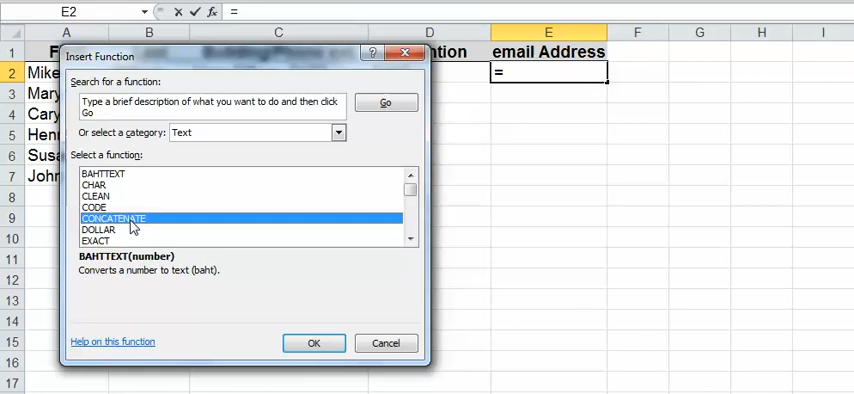 E2 =
A B C D E F G H I
1 email Address
2 Mike =
3 Mary
4 Cary
5
6
7 John
8
9
10
11
12
13
14
15
16
17
Insert Function
Search for a function:
Type a brief description of what you want to do and then click
Go
Go
Or select a category: Text
Select a function:
BAHTTEXT
CHAR
CLEAN
CODE
CONCATENATE
DOLLAR
EXACT
BAHTTEXT(number)
Converts a number to text (baht).
Help on this function OK Cancel